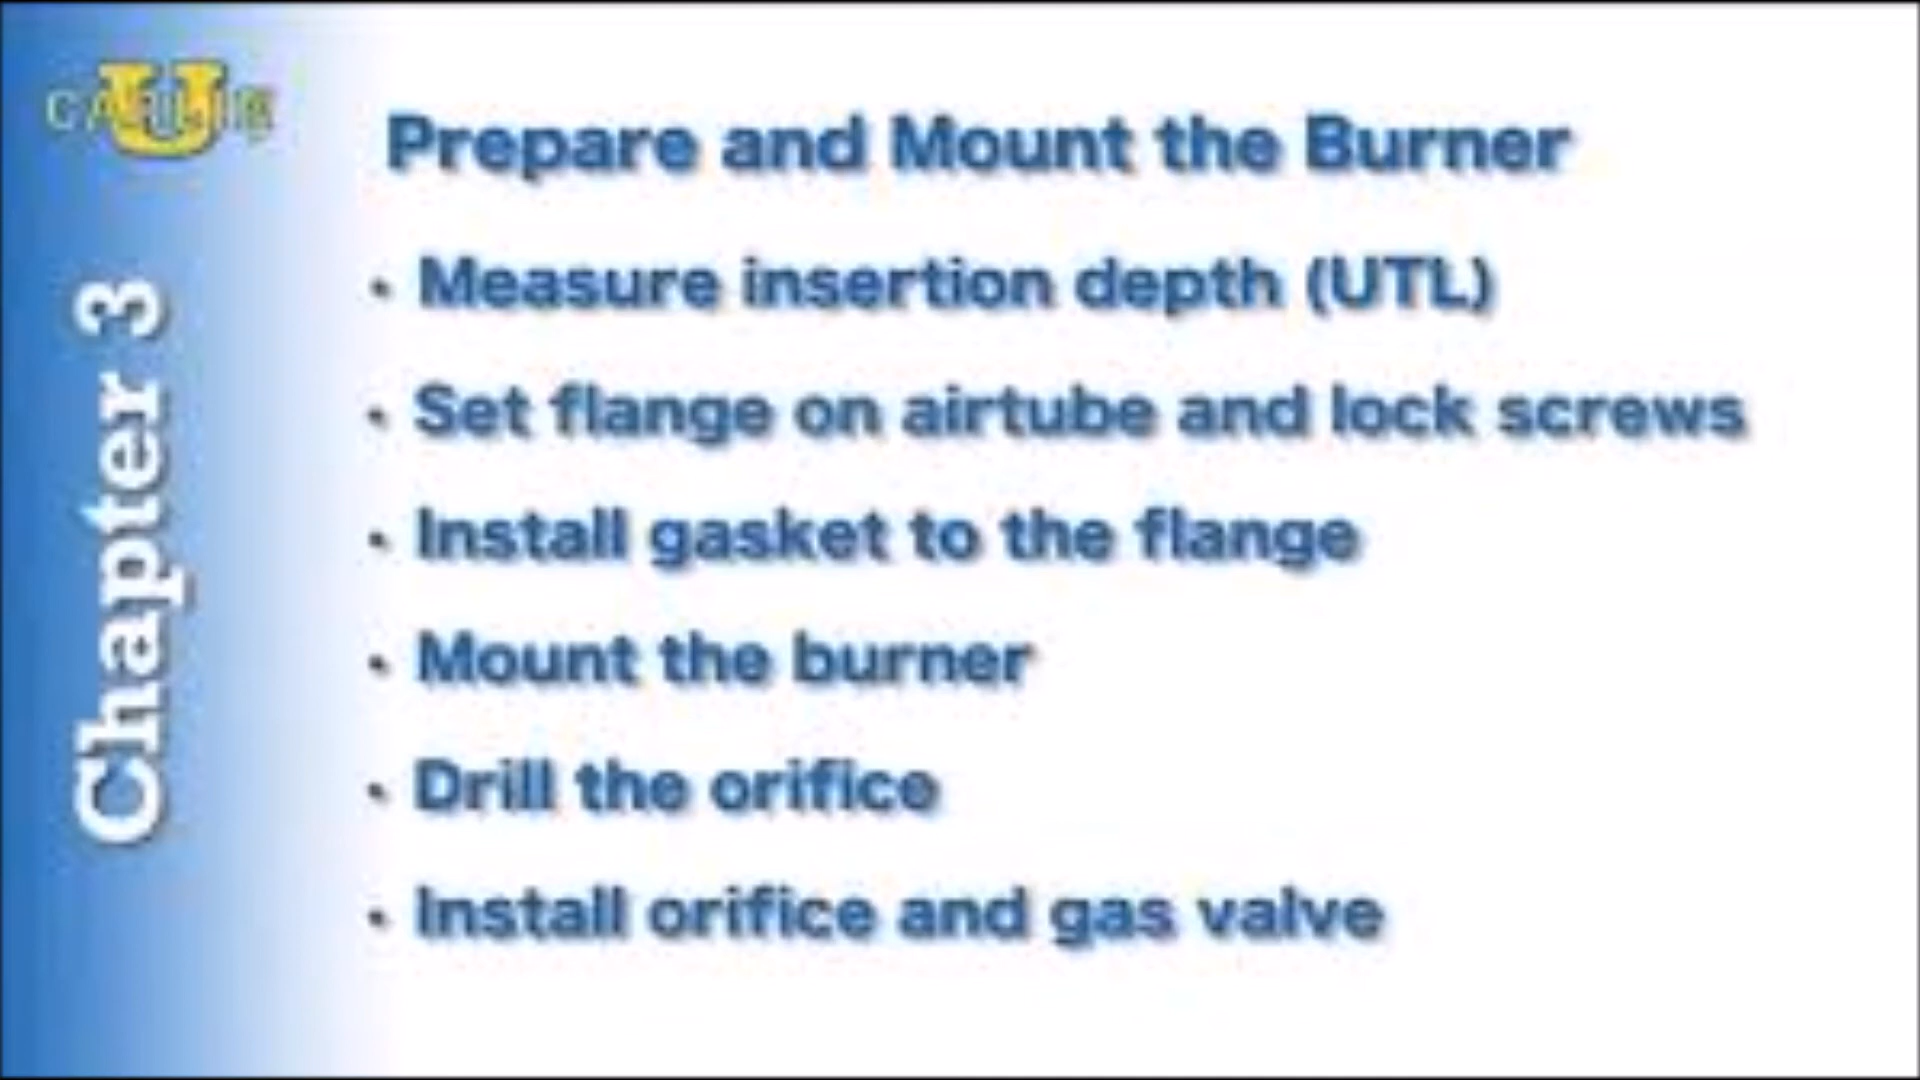 U
Prepare and Mount the Burner
Chapter 3
• Measure insertion depth (UTL)
• Set flange on airtube and lock screws
• Install gasket to the flange
• Mount the burner
• Drill the orifice
• Install orifice and gas valve